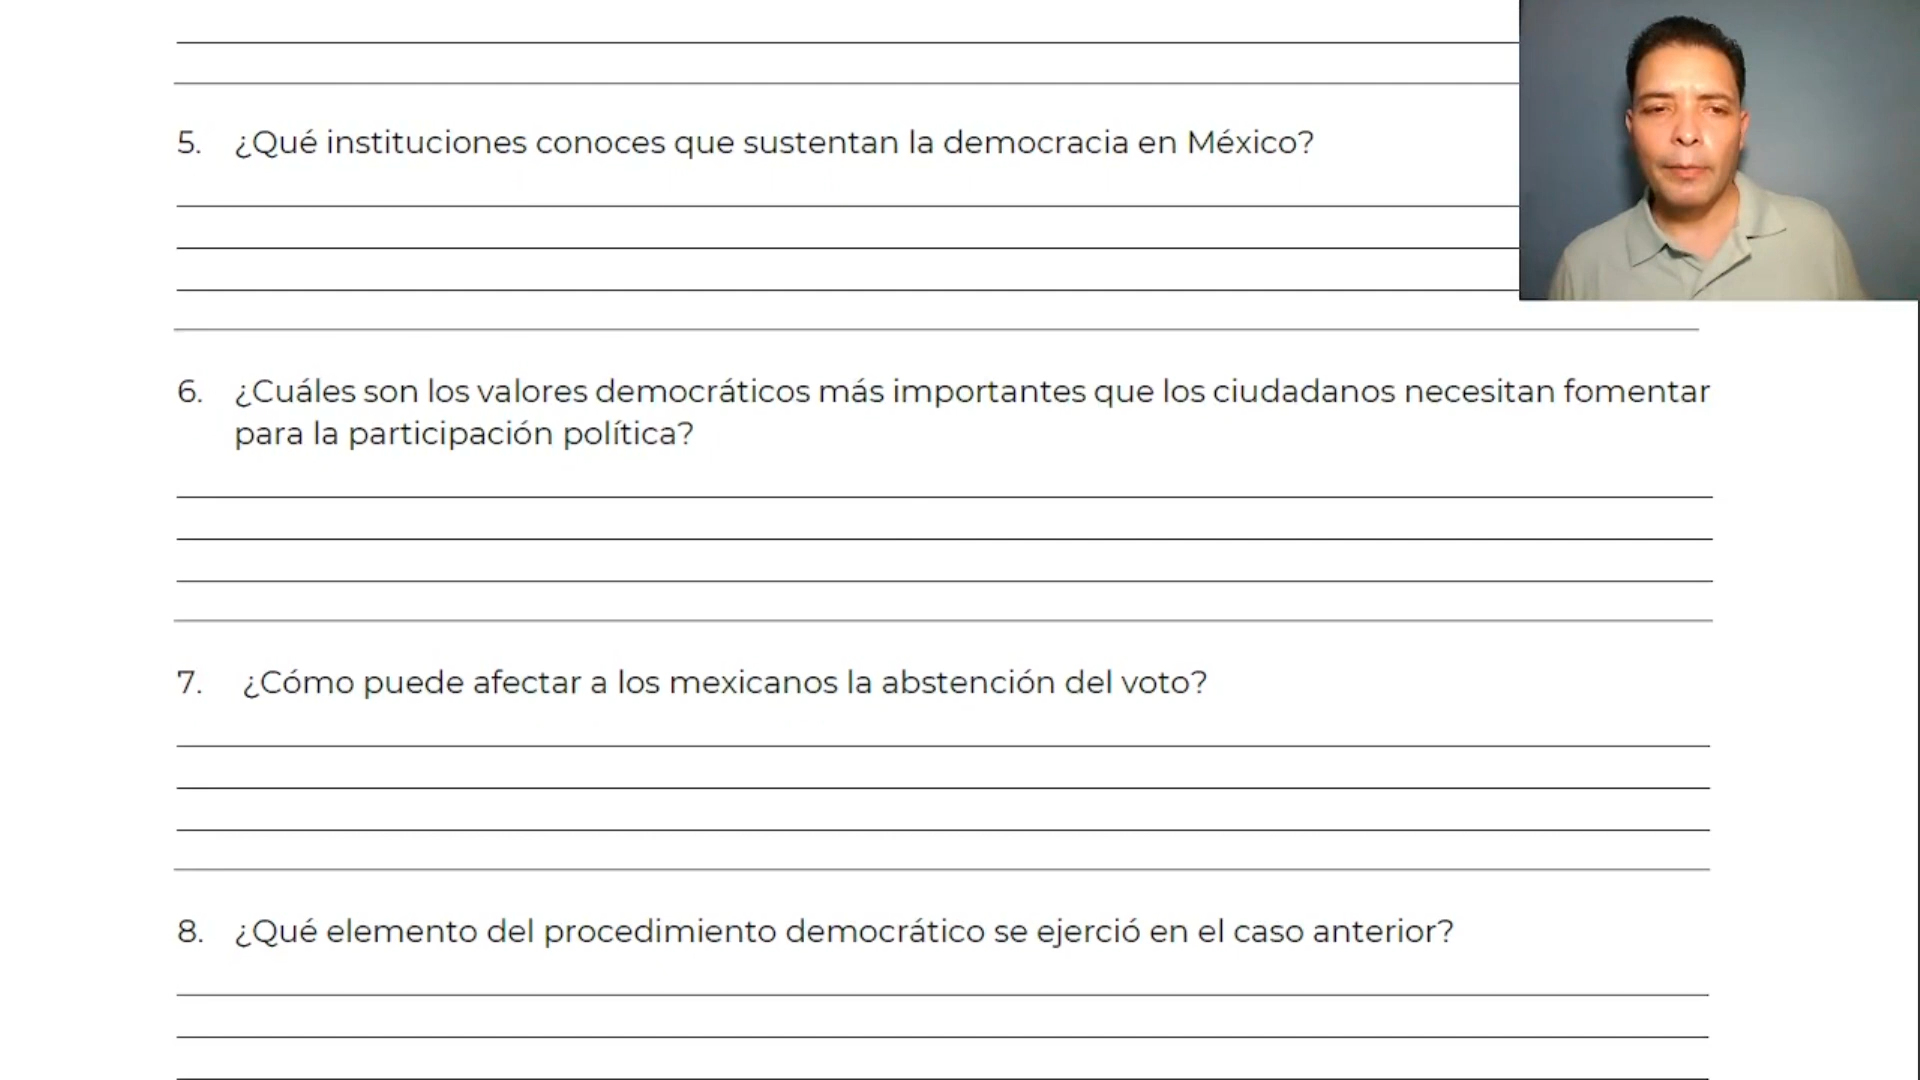 5. ¿Qué instituciones conoces que sustentan la democracia en México?
6. ¿Cuáles son los valores democráticos más importantes que los ciudadanos necesitan fomentar
para la participación política?
7. ¿Cómo puede afectar a los mexicanos la abstención del voto?
8. ¿Qué elemento del procedimiento democrático se ejerció en el caso anterior?